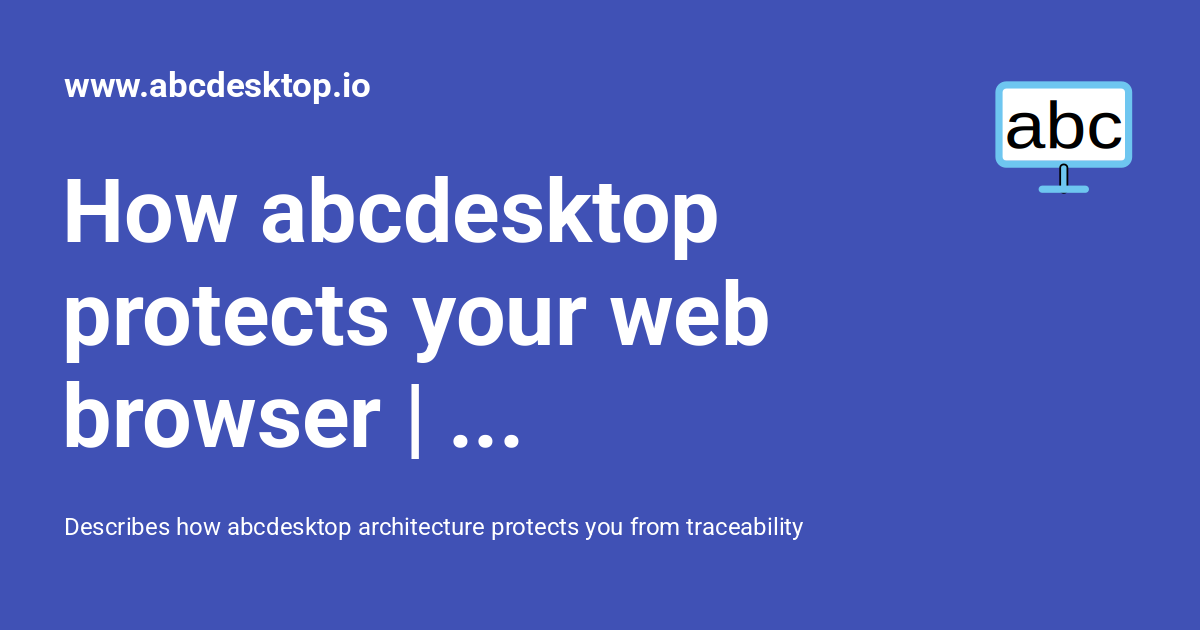 www.abcdesktop.io
abc
How abcdesktop
protects your web
browser | ...
Describes how abcdesktop architecture protects you from traceability